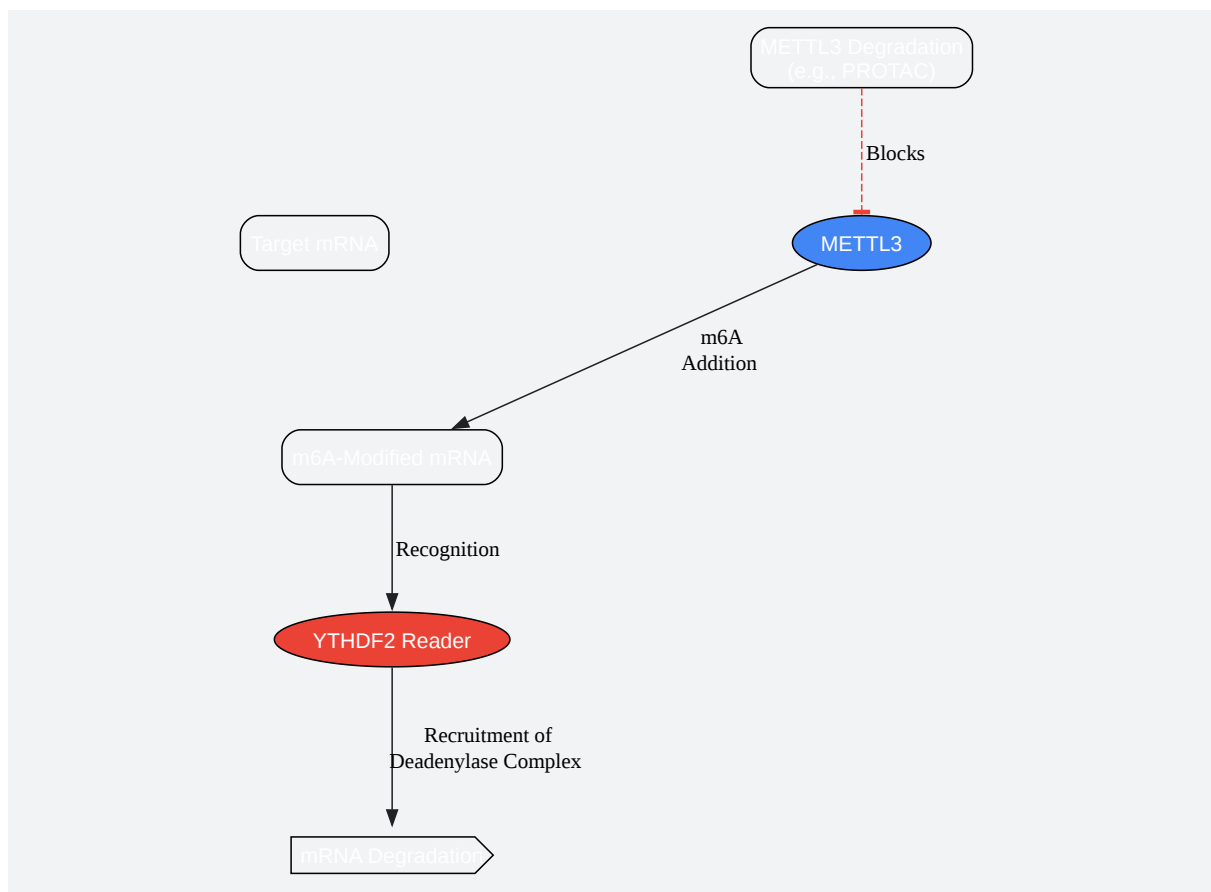 METTL3 Degradation
(e.g., PROTAC)
Blocks
Target mRNA
METTL3
m6A
Addition
m6A-Modified mRNA
Recognition
YTHDF2 Reader
Recruitment of
Deadenylase Complex
mRNA Degradation